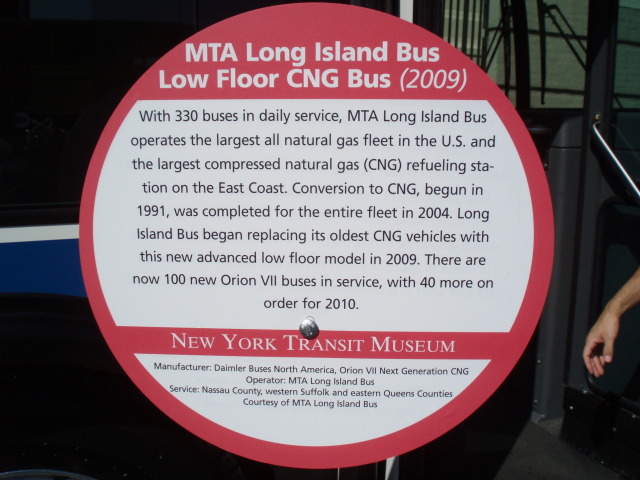 MTA Long Island Bus
Low Floor CNG Bus (2009)
With 330 buses in daily service, MTA Long Island Bus
operates the largest all natural gas fleet in the U.S. and
the largest compressed natural gas (CNG) refueling sta-
tion on the East Coast. Conversion to CNG, begun in
1991, was completed for the entire fleet in 2004. Long
Island Bus began replacing its oldest CNG vehicles with
this new advanced low floor model in 2009. There are
now 100 new Orion VII buses in service, with 40 more on
order for 2010.
New York Transit Museum
Manufacturer: Daimler Buses North America, Orion VII Next Generation CNG
Operator: MTA Long Island Bus
Service: Nassau County, western Suffolk and eastern Queens Counties
Courtesy of MTA Long Island Bus